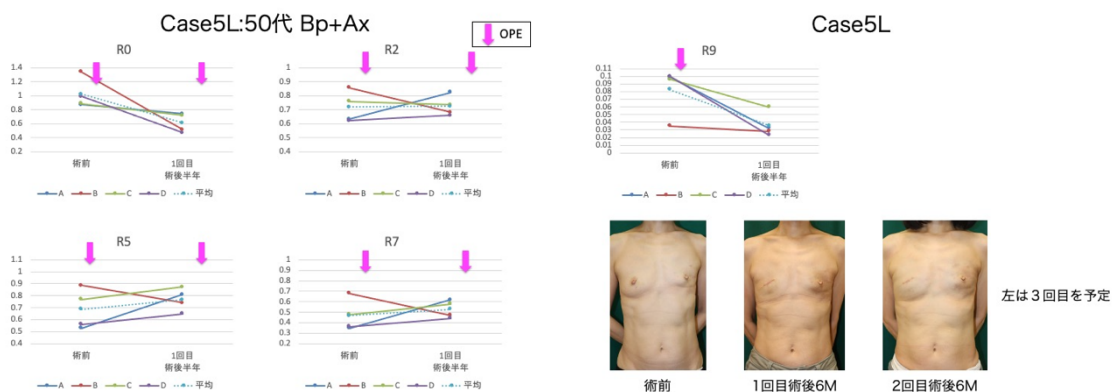 Case5L:50代 Bp+Ax
OPE
R0
1.4
1.2
1
0.8
0.6
0.4
0.2
術前
1回目
術後半年
A B C D 平均
R2
1
0.9
0.8
0.7
0.6
0.5
0.4
術前
1回目
術後半年
A B C D 平均
R5
1.1
1
0.9
0.8
0.7
0.6
0.5
0.4
術前
1回目
術後半年
A B C D 平均
R7
1
0.9
0.8
0.7
0.6
0.5
0.4
0.3
0.2
術前
1回目
術後半年
A B C D 平均
Case5L
R9
0.11
0.1
0.09
0.08
0.07
0.06
0.05
0.04
0.03
0.02
0.01
0
術前
1回目
術後半年
A B C D 平均
左は３回目を予定
術前
1回目術後6M
2回目術後6M